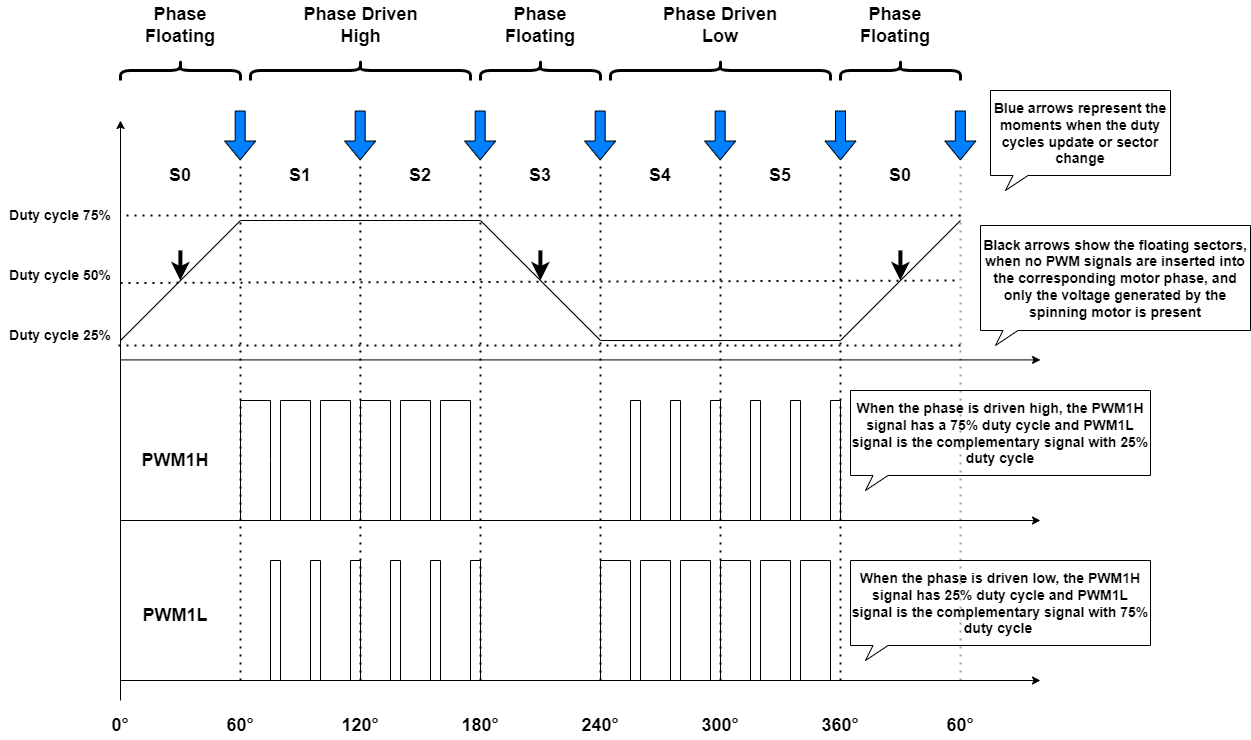 Phase
Floating
Phase Driven
High
Phase
Floating
Phase Driven
Low
Phase
Floating
Blue arrows represent the
moments when the duty
cycles update or sector
change
S0
S1
S2
S3
S4
S5
S0
Duty cycle 75%
Duty cycle 50%
Duty cycle 25%
Black arrows show the floating sectors,
when no PWM signals are inserted into
the corresponding motor phase, and
only the voltage generated by the
spinning motor is present
PWM1H
When the phase is driven high, the PWM1H
signal has a 75% duty cycle and PWM1L
signal is the complementary signal with 25%
duty cycle
PWM1L
When the phase is driven low, the PWM1H
signal has 25% duty cycle and PWM1L
signal is the complementary signal with 75%
duty cycle
0°
60°
120°
180°
240°
300°
360°
60°